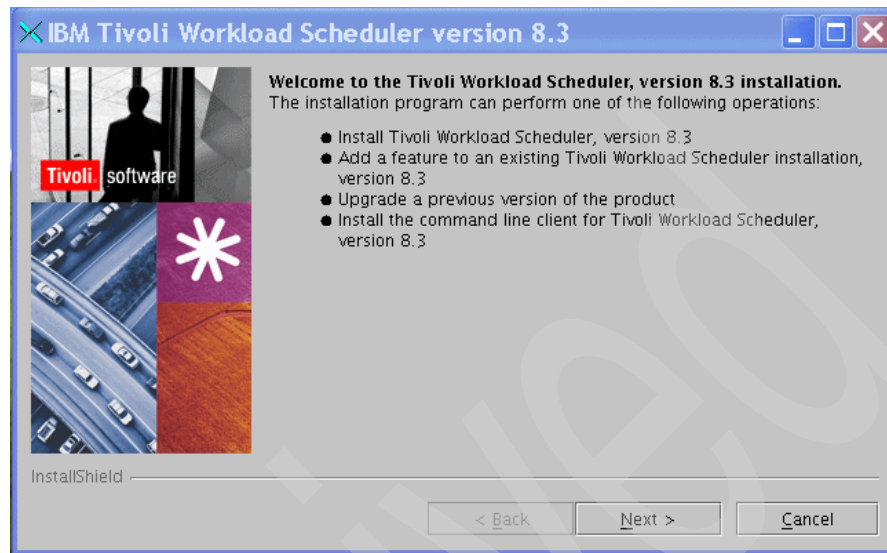 IBM Tivoli Workload Scheduler version 8.3
Welcome to the Tivoli Workload Scheduler, version 8.3 installation.
The installation program can perform one of the following operations:
● Install Tivoli Workload Scheduler, version 8.3
● Add a feature to an existing Tivoli Workload Scheduler installation,
version 8.3
● Upgrade a previous version of the product
● Install the command line client for Tivoli Workload Scheduler,
version 8.3
Tivoli. software
InstallShield
< Back
Next >
Cancel